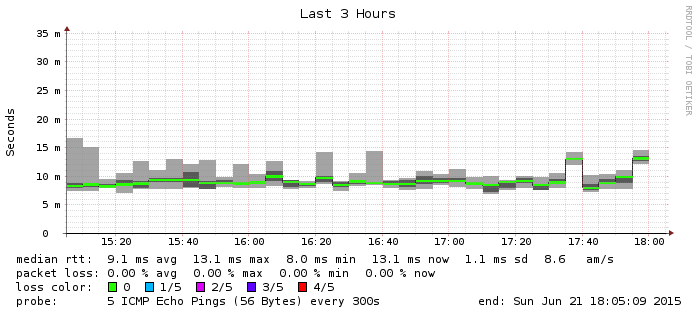 Last 3 Hours
RRDTOOL / TOBI OETIKER
Seconds
35 m
30 m
25 m
20 m
15 m
10 m
5 m
0
15:20 15:40 16:00 16:20 16:40 17:00 17:20 17:40 18:00
median rtt: 9.1 ms avg 13.1 ms max 8.0 ms min 13.1 ms now 1.1 ms sd 8.6 am/s
packet loss: 0.00 % avg 0.00 % max 0.00 % min 0.00 % now
loss color: 0 1/5 2/5 3/5 4/5
probe: 5 ICMP Echo Pings (56 Bytes) every 300s end: Sun Jun 21 18:05:09 2015